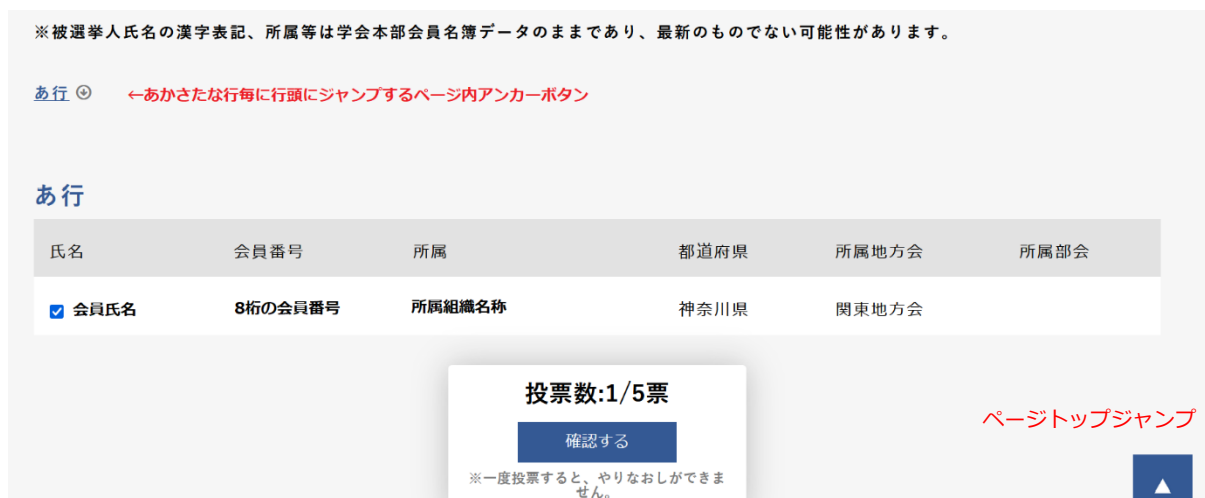 ※被選挙人氏名の漢字表記、所属等は学会本部会員名簿データのままであり、最新のものでない可能性があります。
あ行 ←あかさたな行毎に行頭にジャンプするページ内アンカーボタン
あ行
氏名 会員番号 所属 都道府県 所属地方会 所属部会
会員氏名 8桁の会員番号 所属組織名称 神奈川県 関東地方会
投票数:1/5票
確認する
ページトップジャンプ
※一度投票すると、やりなおしができま
せん。
▲